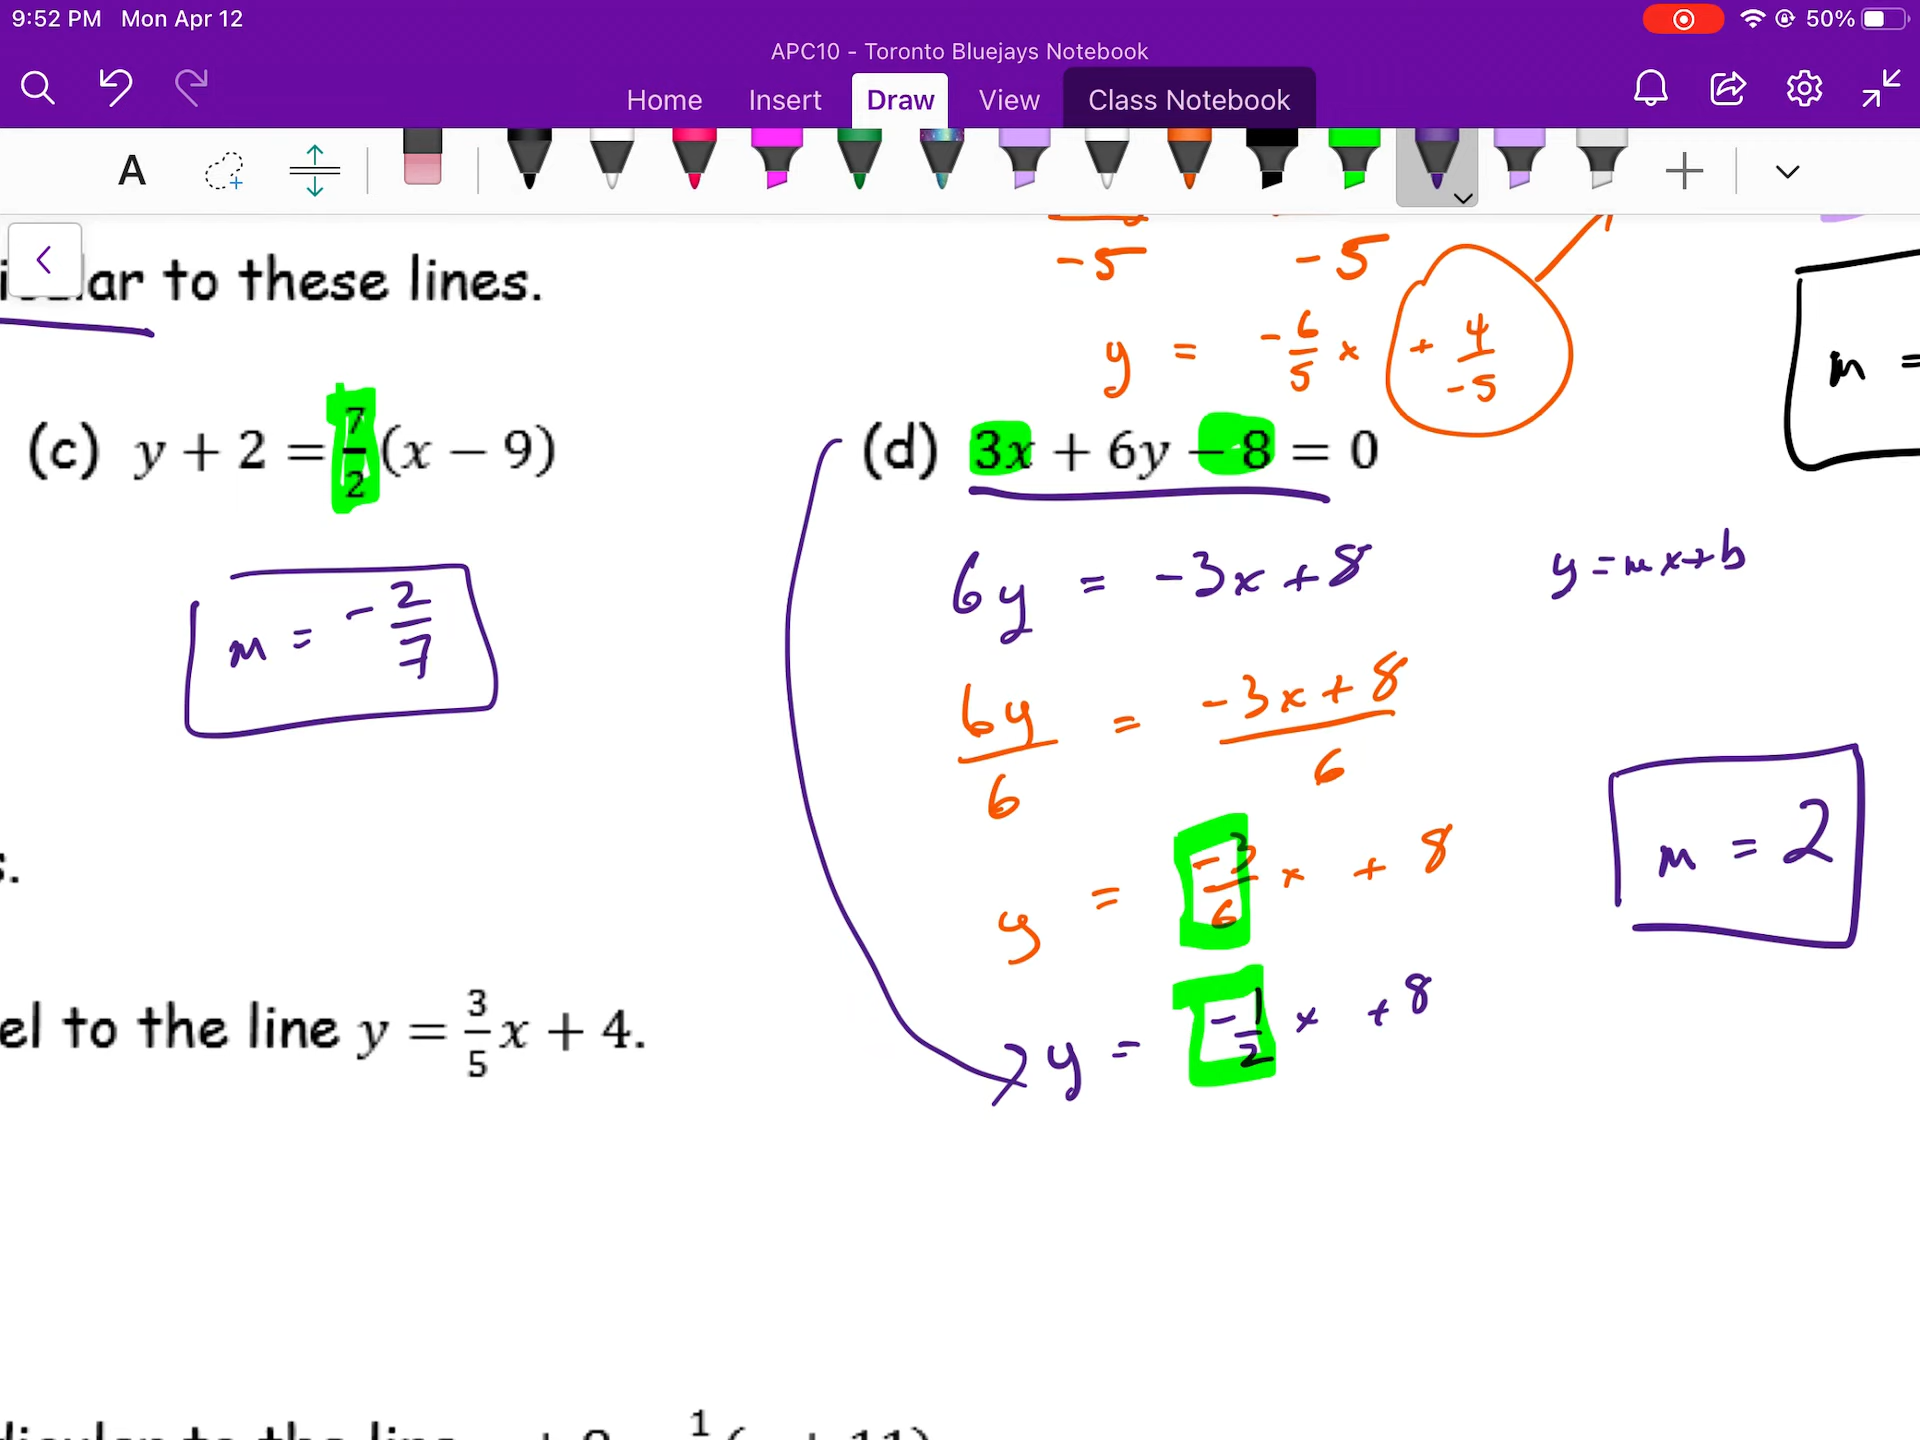 9:52 PM Mon Apr 12
50%
APC10 - Toronto Bluejays Notebook
Home Insert Draw View Class Notebook
A
to these lines.
-5 -5
y = -6/5 x + 4/-5
m =
(c) y + 2 = 7/2 (x − 9)
m = -2/7
(d) 3x + 6y − 8 = 0
6y = -3x + 8
y = mx + b
6y/6 = -3x + 8/6
y = -3/6 x + 8
m = 2
y = -1/2 x + 8
to the line y = 3/5 x + 4.